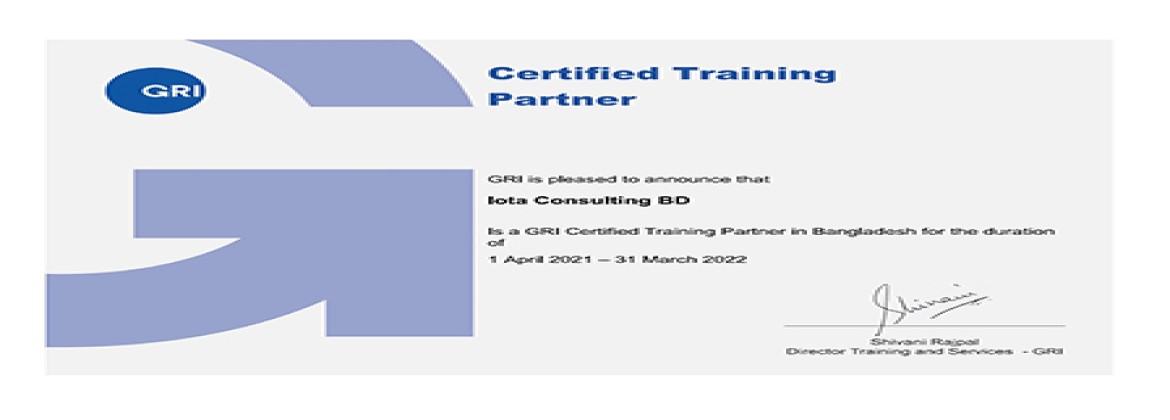 GRI
Certified Training
Partner
GRI is pleased to announce that
Iota Consulting BD
Is a GRI Certified Training Partner in Bangladesh for the duration
of
1 April 2021 – 31 March 2022
Shivani
Shivani Rajpal
Director Training and Services - GRI